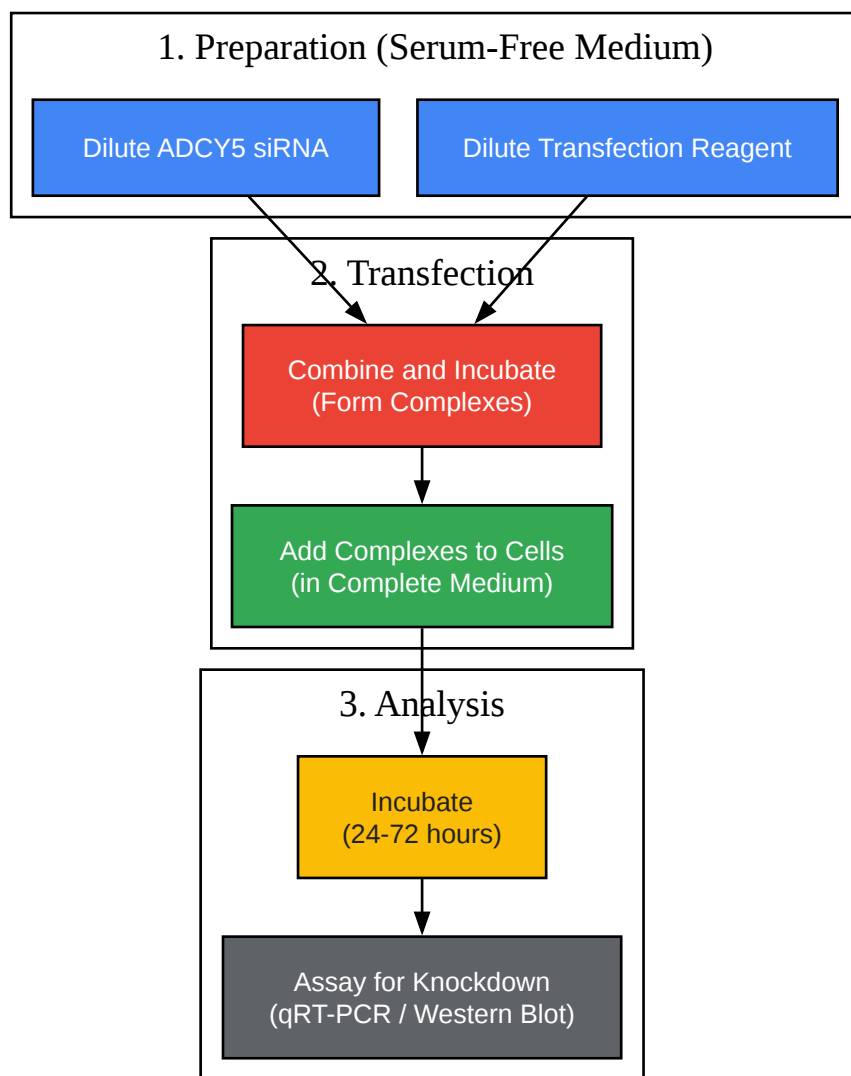 1. Preparation (Serum-Free Medium)
Dilute ADCY5 siRNA
Dilute Transfection Reagent
2. Transfection
Combine and Incubate
(Form Complexes)
Add Complexes to Cells
(in Complete Medium)
3. Analysis
Incubate
(24-72 hours)
Assay for Knockdown
(qRT-PCR / Western Blot)